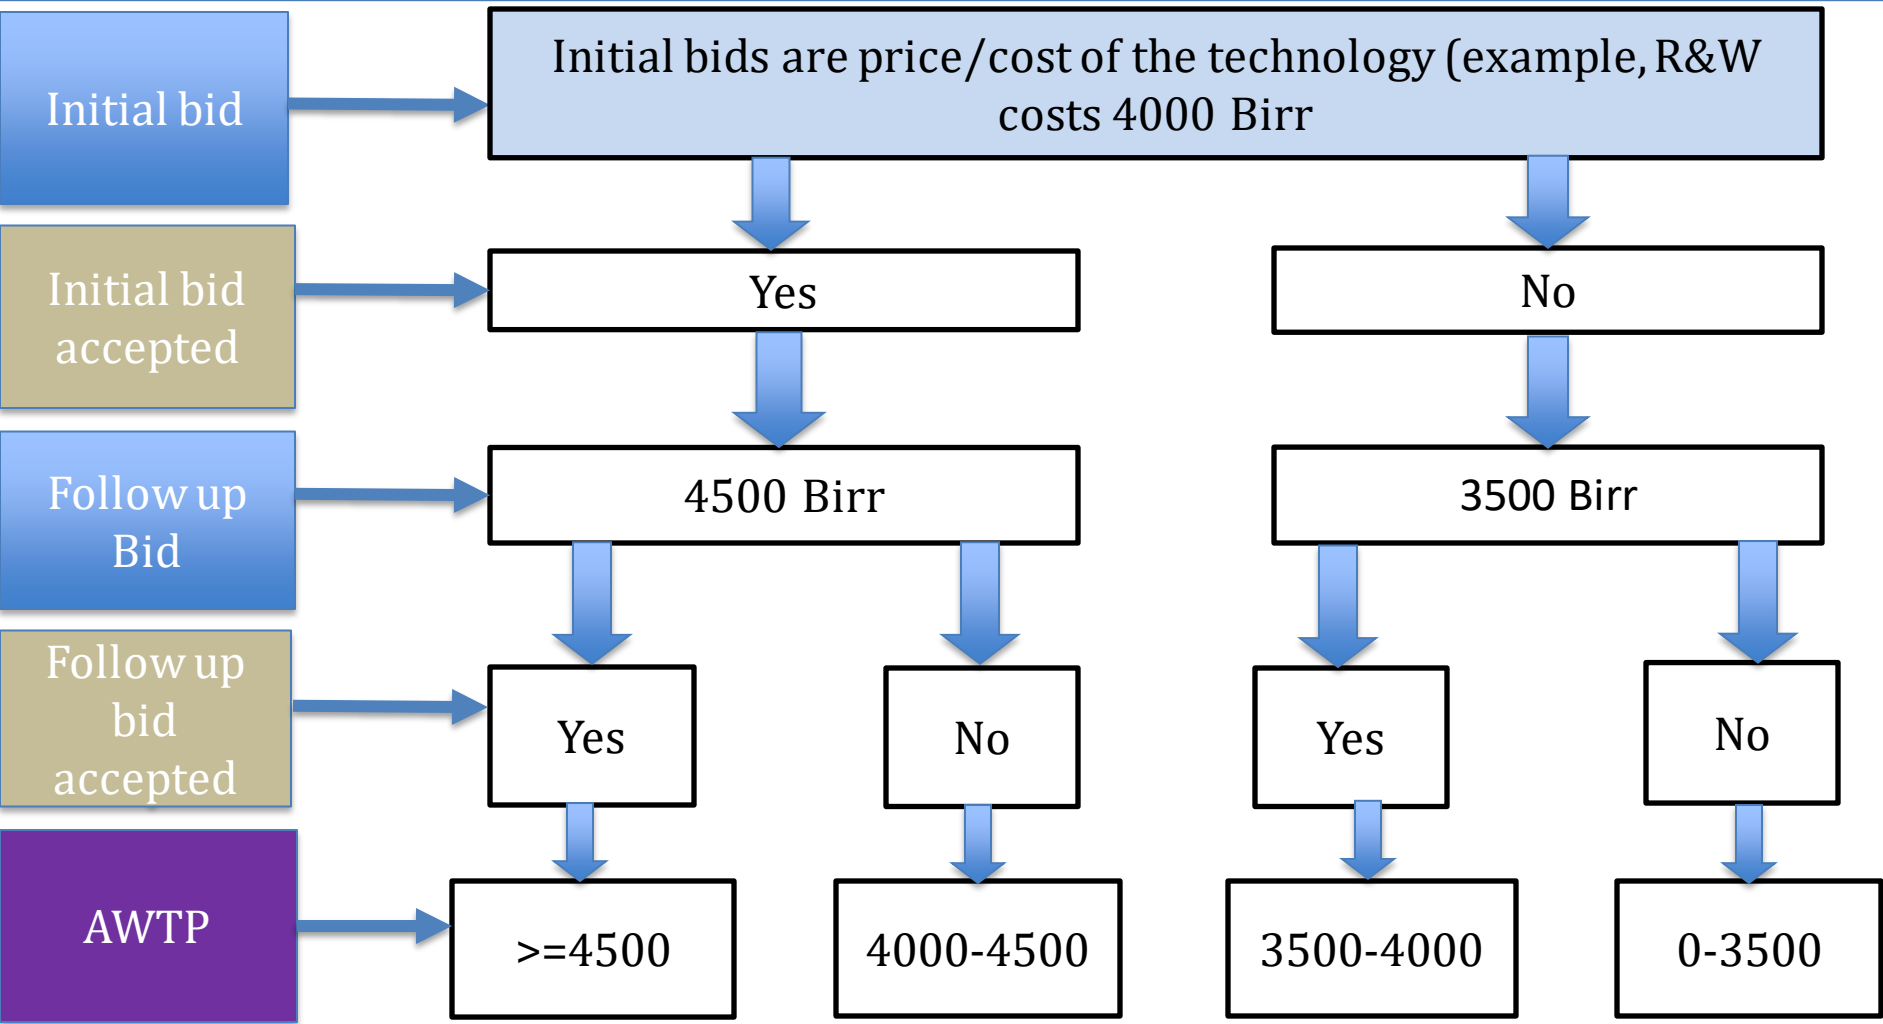 Initial bid
Initial bids are price/cost of the technology (example, R&W
costs 4000 Birr
Initial bid
accepted
Yes
No
Follow up
Bid
4500 Birr
3500 Birr
Follow up
bid
accepted
Yes
No
Yes
No
AWTP
>=4500
4000-4500
3500-4000
0-3500